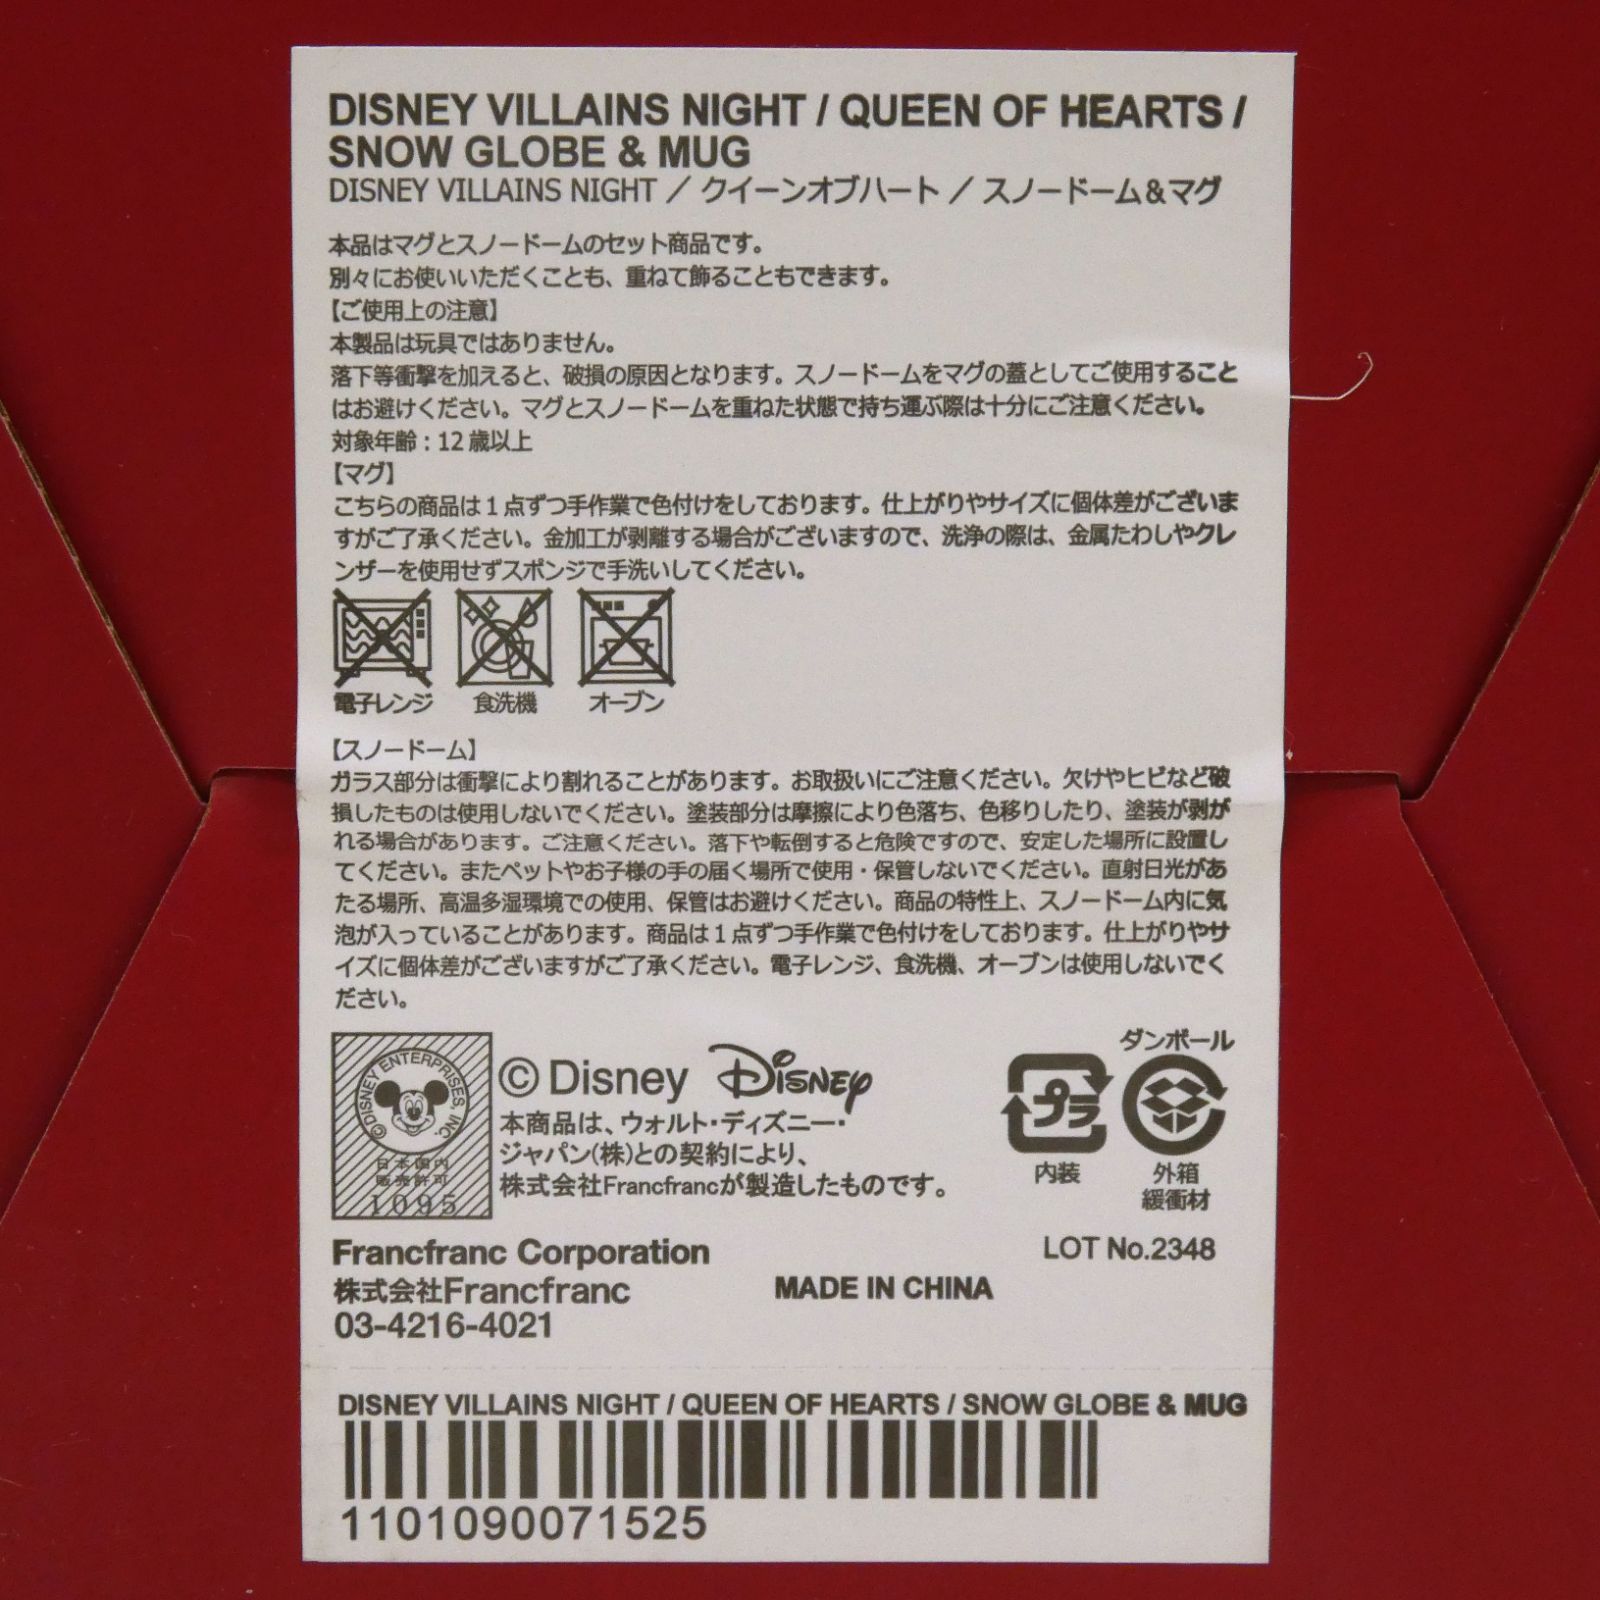 DISNEY VILLAINS NIGHT / QUEEN OF HEARTS /
SNOW GLOBE & MUG
DISNEY VILLAINS NIGHT ／ クイーンオブハート ／ スノードーム＆マグ
本品はマグとスノードームのセット商品です。
別々にお使いいただくことも、重ねて飾ることもできます。
【ご使用上の注意】
本製品は玩具ではありません。
落下等衝撃を加えると、破損の原因となります。スノードームをマグの蓋としてご使用すること
はお避けください。マグとスノードームを重ねた状態で持ち運ぶ際は十分にご注意ください。
対象年齢：12 歳以上
【マグ】
こちらの商品は１点ずつ手作業で色付けをしております。仕上がりやサイズに個体差がございま
すがご了承ください。金加工が剥離する場合がございますので、洗浄の際は、金属たわしやクレ
ンザーを使用せずスポンジで手洗いしてください。
電子レンジ 食洗機 オーブン
【スノードーム】
ガラス部分は衝撃により割れることがあります。お取扱いにご注意ください。欠けやヒビなど破
損したものは使用しないでください。塗装部分は摩擦により色落ち、色移りしたり、塗装が剥が
れる場合があります。ご注意ください。落下や転倒すると危険ですので、安定した場所に設置し
てください。またペットやお子様の手の届く場所で使用・保管しないでください。直射日光があ
たる場所、高温多湿環境での使用、保管はお避けください。商品の特性上、スノードーム内に気
泡が入っていることがあります。商品は１点ずつ手作業で色付けをしております。仕上がりやサ
イズに個体差がございますがご了承ください。電子レンジ、食洗機、オーブンは使用しないでく
ださい。
©DISNEY ENTERPRISES, INC.
日本国内
販売許可
1095
©Disney Disney
本商品は、ウォルト・ディズニー・
ジャパン(株)との契約により、
株式会社Francfrancが製造したものです。
ダンボール
プラ
内装
外箱
緩衝材
Francfranc Corporation
株式会社Francfranc
03-4216-4021
MADE IN CHINA
LOT No.2348
DISNEY VILLAINS NIGHT / QUEEN OF HEARTS / SNOW GLOBE & MUG
1101090071525